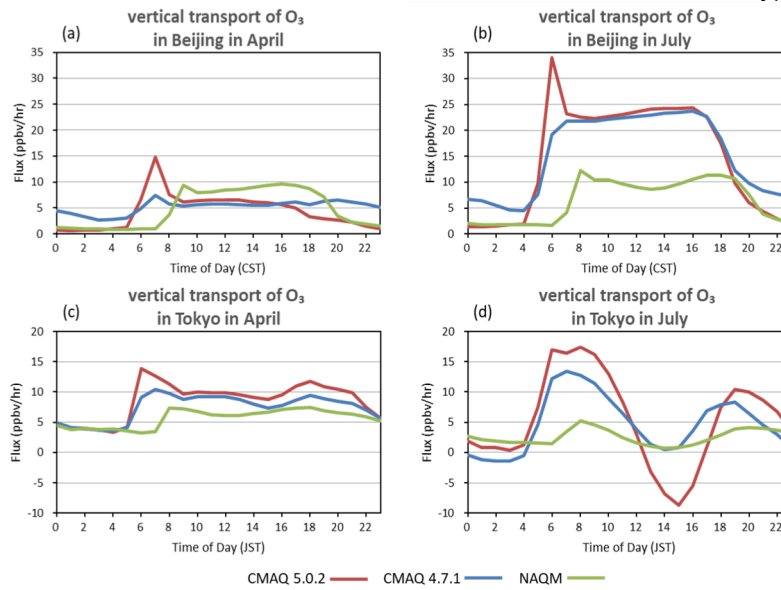 (a)
vertical transport of O₃
in Beijing in April
Flux (ppbv/hr)
35
30
25
20
15
10
5
0
0 2 4 6 8 10 12 14 16 18 20 22
Time of Day (CST)
(b)
vertical transport of O₃
in Beijing in July
Flux (ppbv/hr)
35
30
25
20
15
10
5
0
0 2 4 6 8 10 12 14 16 18 20 22
Time of Day (CST)
(c)
vertical transport of O₃
in Tokyo in April
Flux (ppbv/hr)
20
15
10
5
0
-5
-10
0 2 4 6 8 10 12 14 16 18 20 22
Time of Day (JST)
(d)
vertical transport of O₃
in Tokyo in July
Flux (ppbv/hr)
20
15
10
5
0
-5
-10
0 2 4 6 8 10 12 14 16 18 20 22
Time of Day (JST)
CMAQ 5.0.2 CMAQ 4.7.1 NAQM